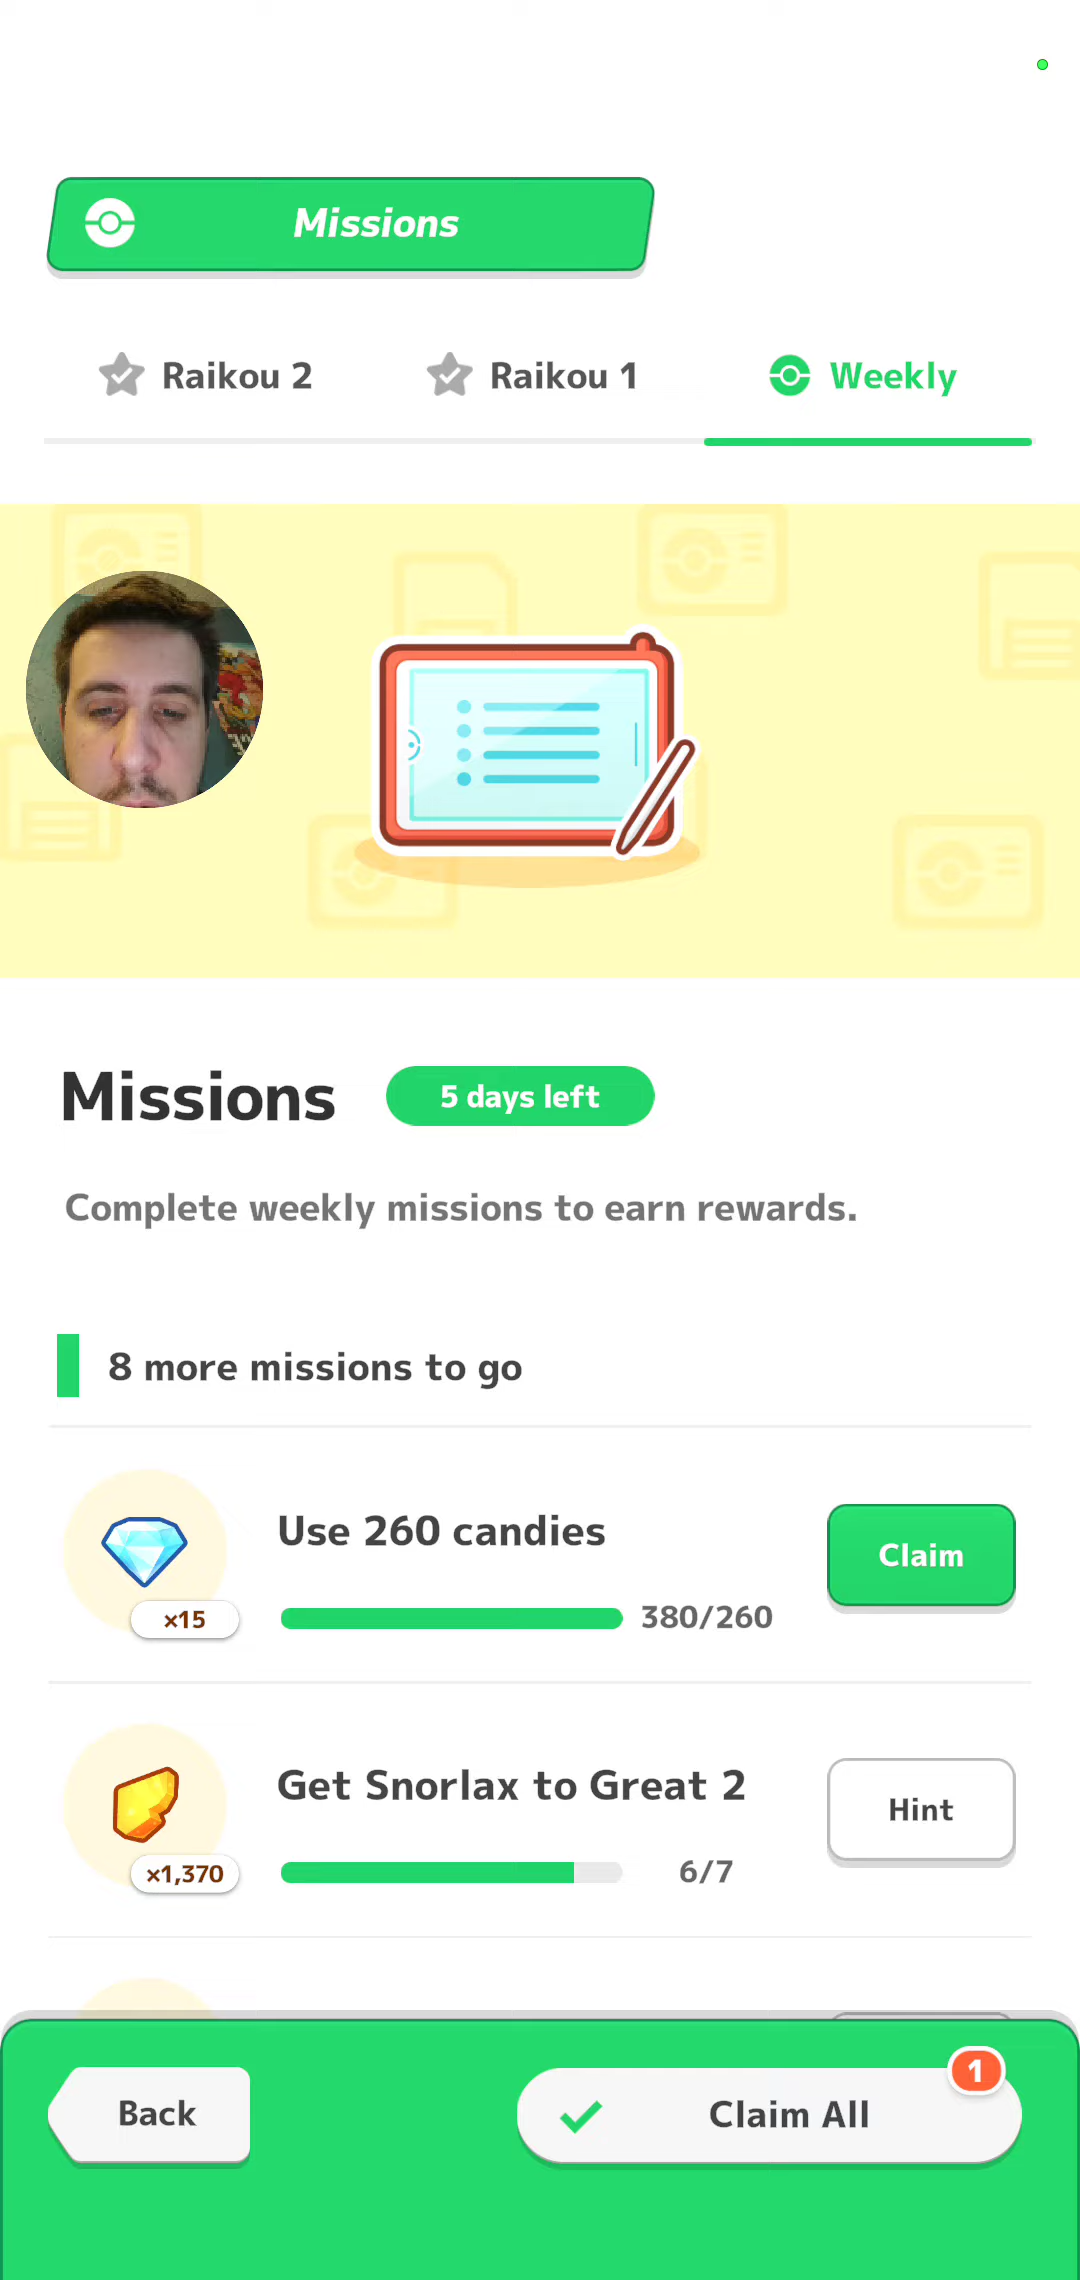 Missions
Raikou 2
Raikou 1
Weekly
Missions
5 days left
Complete weekly missions to earn rewards.
8 more missions to go
Use 260 candies
Claim
×15
380/260
Get Snorlax to Great 2
Hint
×1,370
6/7
1
Back
Claim All